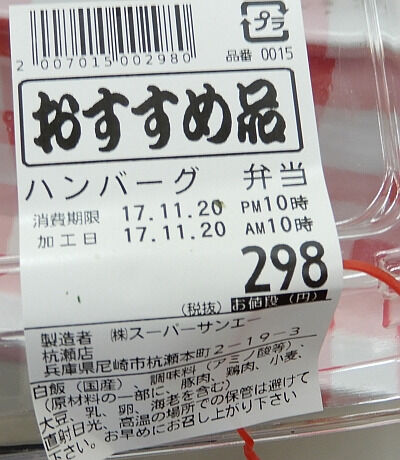 プラ
2 007015 002980
品番 0015
おすすめ品
ハンバーグ 弁当
消費期限 17.11.20 PM10時
加工日 17.11.20 AM10時
298
(税抜) お値段 (円)
製造者 ㈱スーパーサンエー
杭瀬店
兵庫県尼崎市杭瀬本町2-19-3
白飯(国産)、調味料(アミノ酸等)、
(原材料の一部に、豚肉、鶏肉、小麦、
大豆、乳、卵、海老を含む)
直射日光、高温の場所での保管は避けて
下さい。お早めにお召し上がり下さい